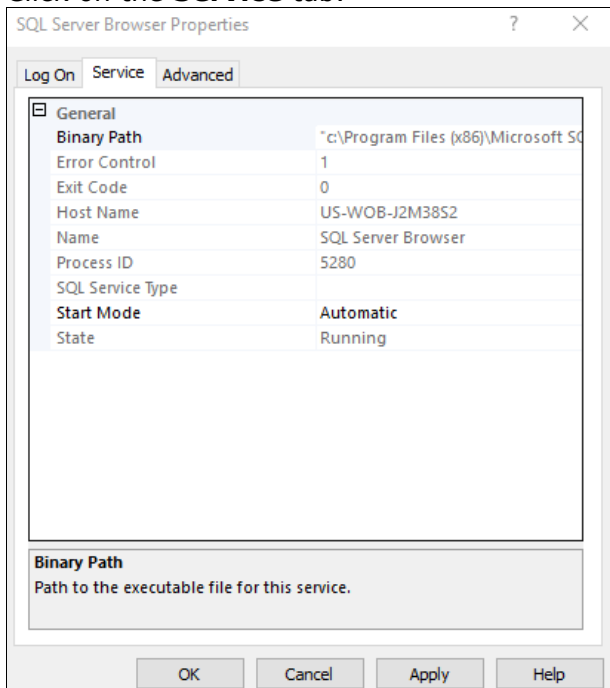 Click on the Service tab.
SQL Server Browser Properties ? ×
Log On Service Advanced
General
Binary Path "c:\Program Files (x86)\Microsoft SQ
Error Control 1
Exit Code 0
Host Name US-WOB-J2M38S2
Name SQL Server Browser
Process ID 5280
SQL Service Type
Start Mode Automatic
State Running
Binary Path
Path to the executable file for this service.
OK Cancel Apply Help